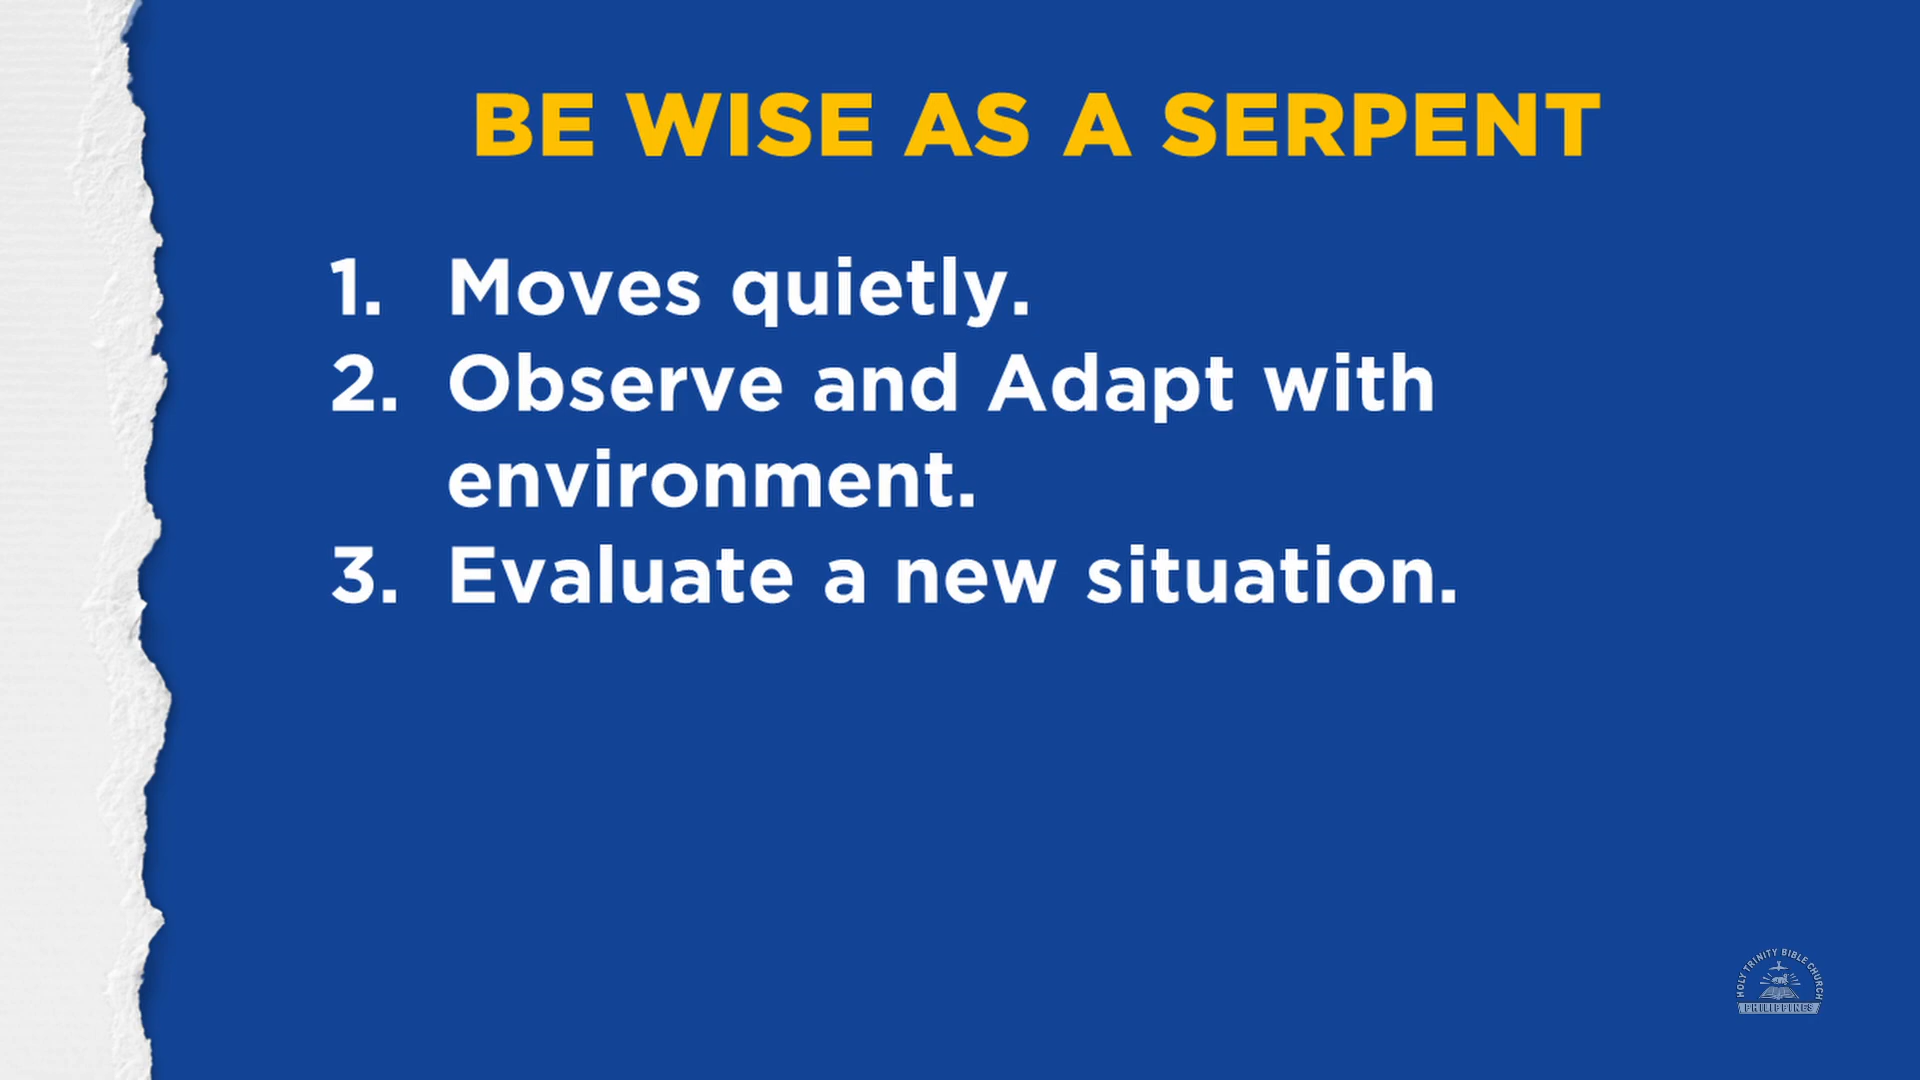 BE WISE AS A SERPENT
1. Moves quietly.
2. Observe and Adapt with
environment.
3. Evaluate a new situation.
HOLY TRINITY BIBLE CHURCH
PHILIPPINES